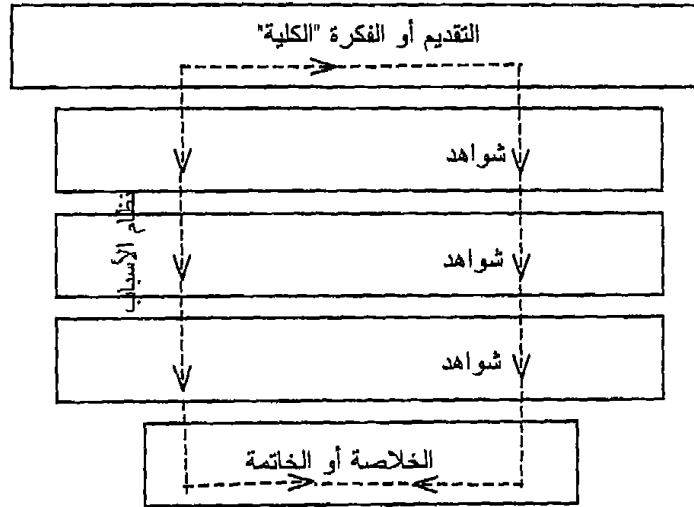 التقديم أو الفكرة "الكلية"
شواهد
نظام الأسباب
شواهد
شواهد
الخلاصة أو الخاتمة